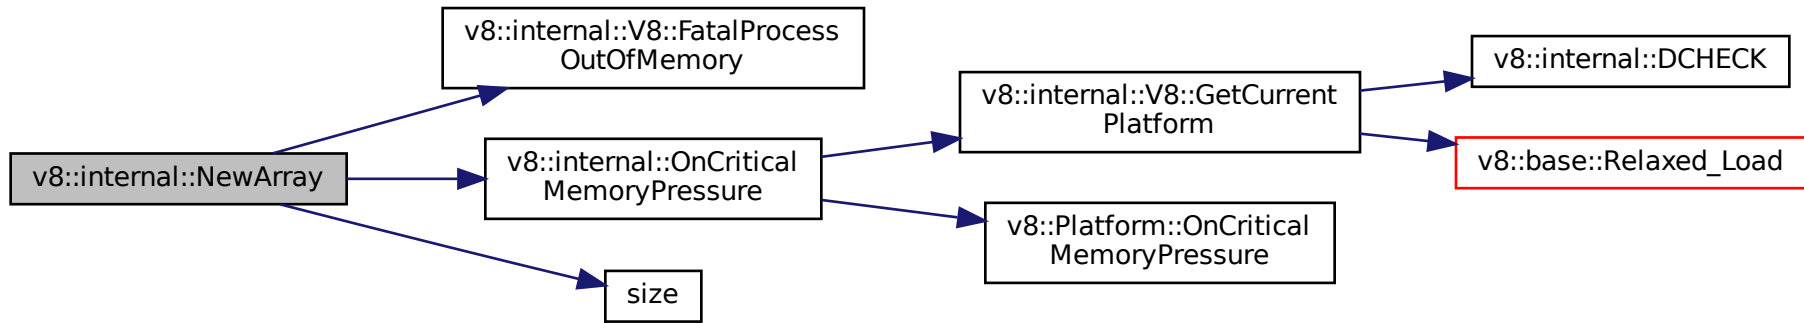 v8::internal::NewArray
v8::internal::V8::FatalProcess
OutOfMemory
v8::internal::OnCritical
MemoryPressure
size
v8::internal::V8::GetCurrent
Platform
v8::Platform::OnCritical
MemoryPressure
v8::internal::DCHECK
v8::base::Relaxed_Load